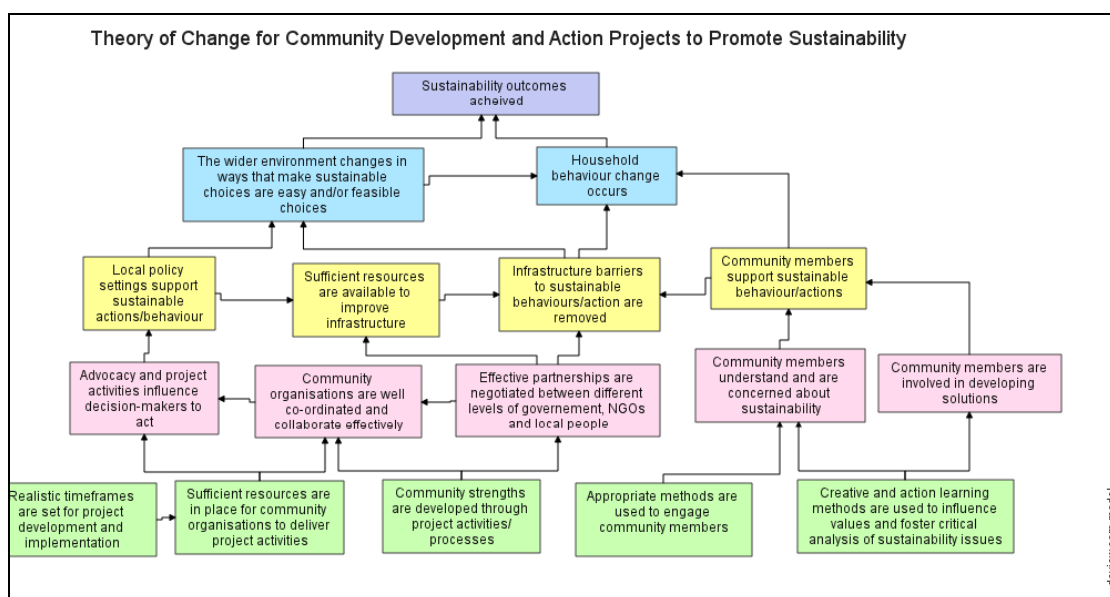 Theory of Change for Community Development and Action Projects to Promote Sustainability
Sustainability outcomes
acheived
The wider environment changes in
ways that make sustainable
choices are easy and/or feasible
choices
Household
behaviour change
occurs
Local policy
settings support
sustainable
actions/behaviour
Sufficient resources
are available to
improve
infrastructure
Infrastructure barriers
to sustainable
behaviours/action are
removed
Community members
support sustainable
behaviour/actions
Advocacy and project
activities influence
decision-makers to
act
Community
organisations are well
co-ordinated and
collaborate effectively
Effective partnerships are
negotiated between different
levels of governement, NGOs
and local people
Community members
understand and are
concerned about
sustainability
Community members are
involved in developing
solutions
Realistic timeframes
are set for project
development and
implementation
Sufficient resources are
in place for community
organisations to deliver
project activities
Community strengths
are developed through
project activities/
processes
Appropriate methods are
used to engage
community members
Creative and action learning
methods are used to influence
values and foster critical
analysis of sustainability issues